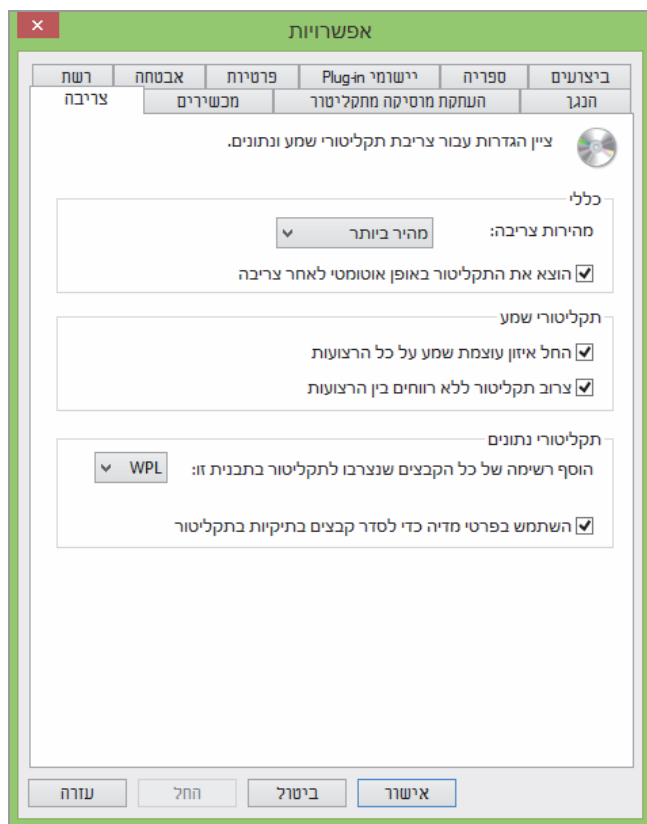 אפשרויות
ביצועים ספריה יישומי Plug-in פרטיות אבטחה רשת
הנגן העתקת מוסיקה מתקליטור מכשירים צריבה
ציין הגדרות עבור צריבת תקליטורי שמע ונתונים.
כללי
מהירות צריבה: מהיר ביותר
הוצא את התקליטור באופן אוטומטי לאחר צריבה
תקליטורי שמע
החל איזון עוצמת שמע על כל הרצועות
צרוב תקליטור ללא רווחים בין הרצועות
תקליטורי נתונים
הוסף רשימה של כל הקבצים שנצרבו לתקליטור בתבנית זו: WPL
השתמש בפרטי מדיה כדי לסדר קבצים בתיקיות בתקליטור
אישור ביטול החל עזרה